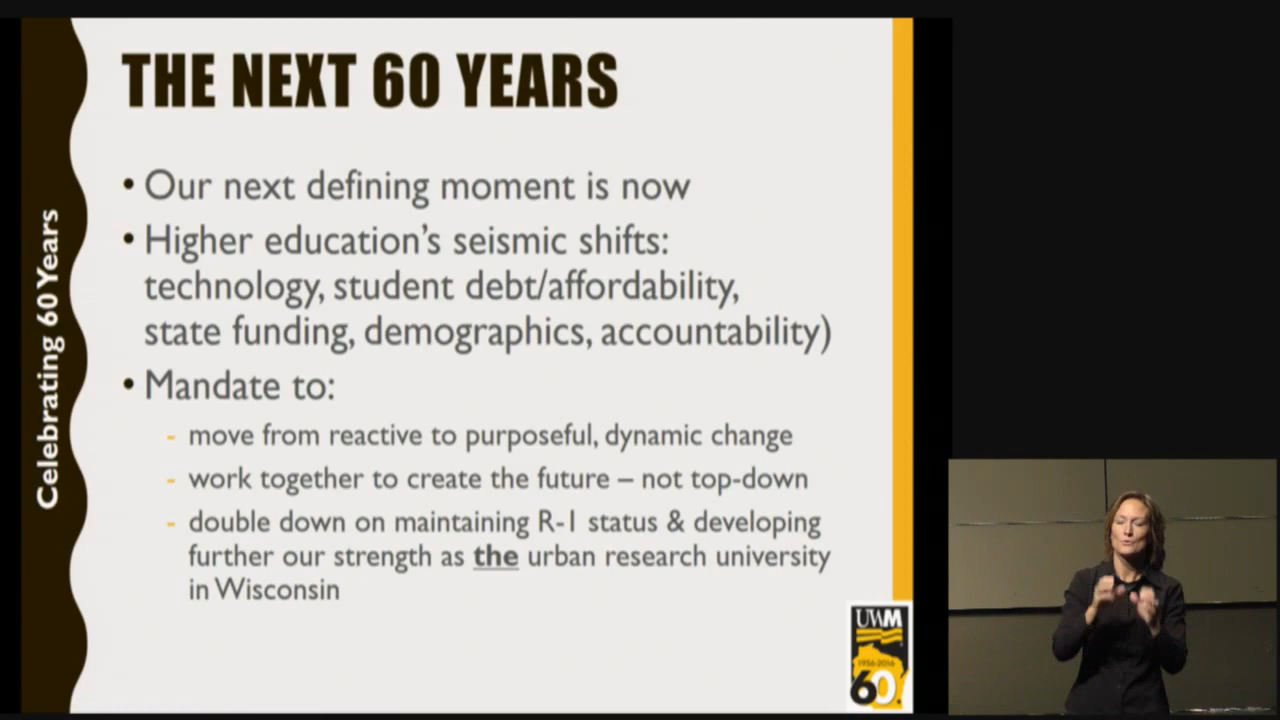 THE NEXT 60 YEARS
• Our next defining moment is now
• Higher education's seismic shifts:
technology, student debt/affordability,
state funding, demographics, accountability)
• Mandate to:
- move from reactive to purposeful, dynamic change
- work together to create the future – not top-down
- double down on maintaining R-1 status & developing
further our strength as the urban research university
in Wisconsin
Celebrating 60 Years
UWM
1956-2016
60